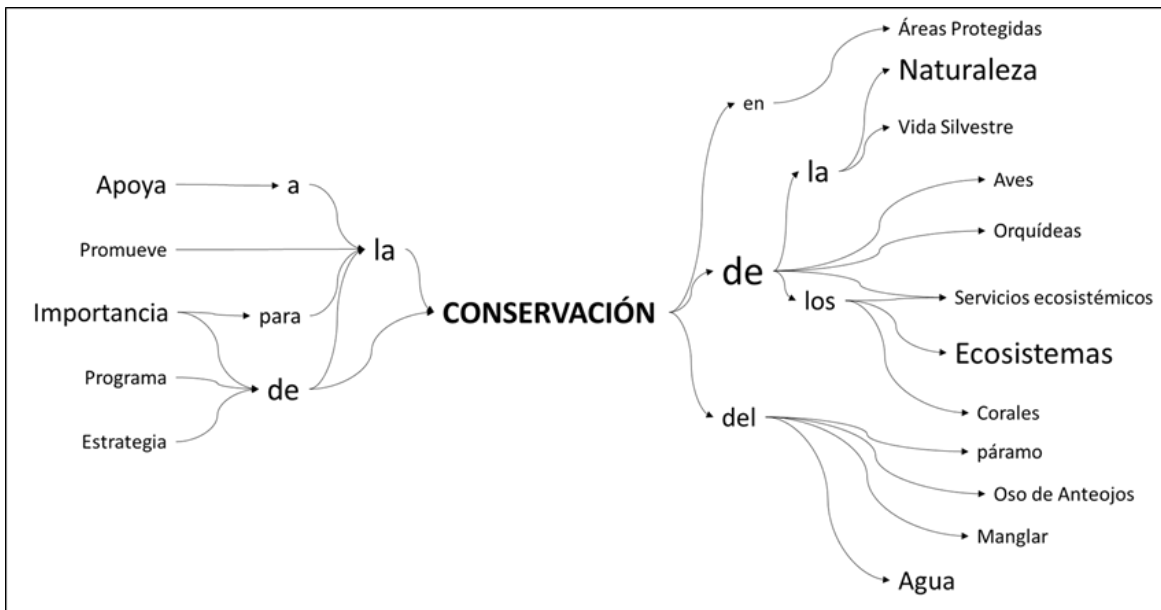 Apoya
a
Promueve
la
Importancia
para
Programa
de
Estrategia
CONSERVACIÓN
en
Áreas Protegidas
Naturaleza
Vida Silvestre
la
de
Aves
Orquídeas
los
Servicios ecosistémicos
Ecosistemas
Corales
del
páramo
Oso de Anteojos
Manglar
Agua